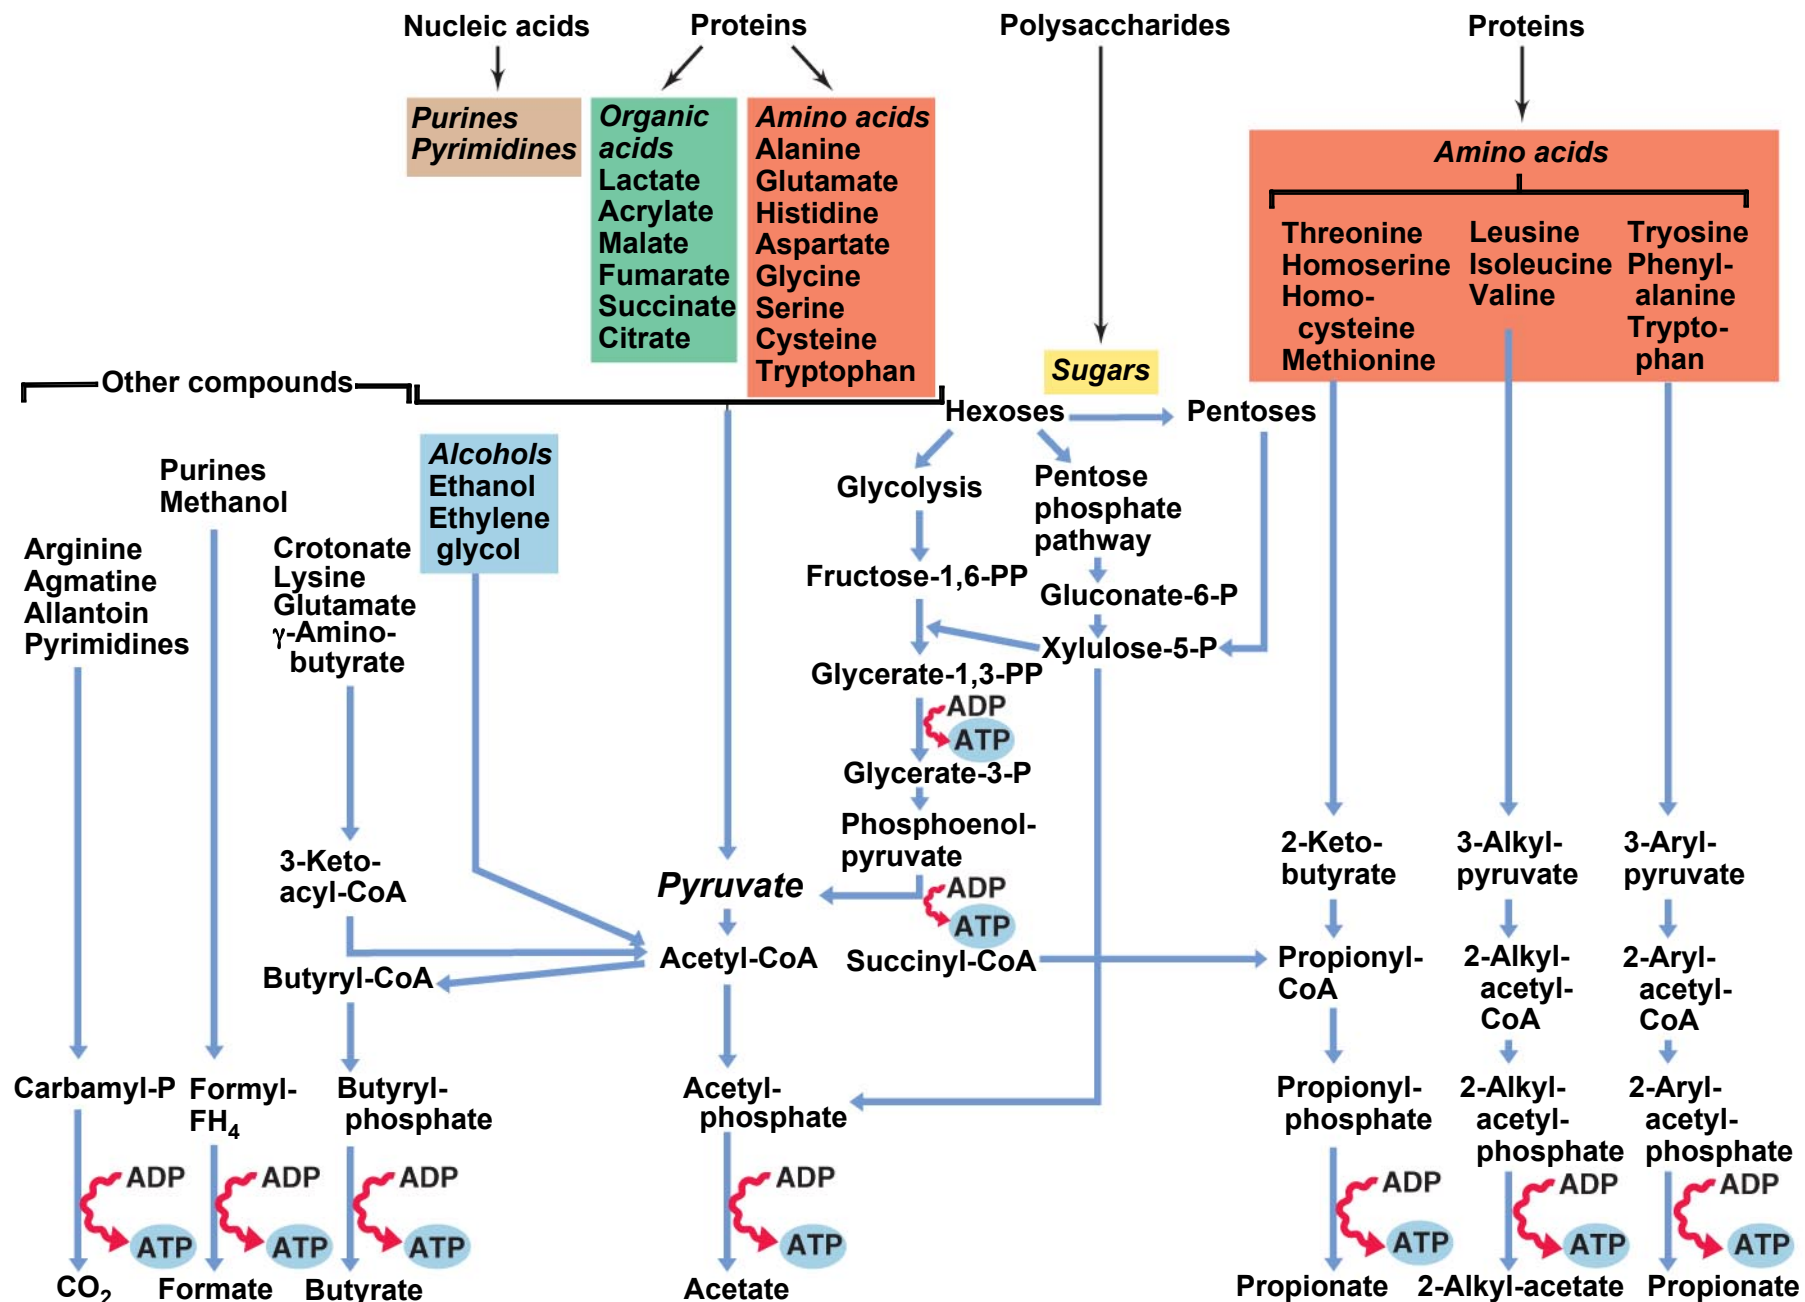 Nucleic acids
Proteins
Polysaccharides
Proteins
Purines
Pyrimidines
Organic
acids
Lactate
Acrylate
Malate
Fumarate
Succinate
Citrate
Amino acids
Alanine
Glutamate
Histidine
Aspartate
Glycine
Serine
Cysteine
Tryptophan
Sugars
Amino acids
Threonine
Homoserine
Homo-
cysteine
Methionine
Leusine
Isoleucine
Valine
Tryosine
Phenyl-
alanine
Trypto-
phan
Other compounds
Hexoses
Pentoses
Arginine
Agmatine
Allantoin
Pyrimidines
Purines
Methanol
Crotonate
Lysine
Glutamate
γ-Amino-
butyrate
Alcohols
Ethanol
Ethylene
glycol
Glycolysis
Pentose
phosphate
pathway
Fructose-1,6-PP
Gluconate-6-P
Xylulose-5-P
Glycerate-1,3-PP
ADP
ATP
Glycerate-3-P
Phosphoenol-
pyruvate
ADP
ATP
3-Keto-
acyl-CoA
Pyruvate
2-Keto-
butyrate
3-Alkyl-
pyruvate
3-Aryl-
pyruvate
Butyryl-CoA
Acetyl-CoA
Succinyl-CoA
Propionyl-
CoA
2-Alkyl-
acetyl-
CoA
2-Aryl-
acetyl-
CoA
Carbamyl-P
Formyl-
FH4
Butyryl-
phosphate
Acetyl-
phosphate
Propionyl-
phosphate
2-Alkyl-
acetyl-
phosphate
2-Aryl-
acetyl-
phosphate
ADP
ATP
ADP
ATP
ADP
ATP
ADP
ATP
ADP
ATP
ADP
ATP
ADP
ATP
CO2
Formate
Butyrate
Acetate
Propionate
2-Alkyl-acetate
Propionate